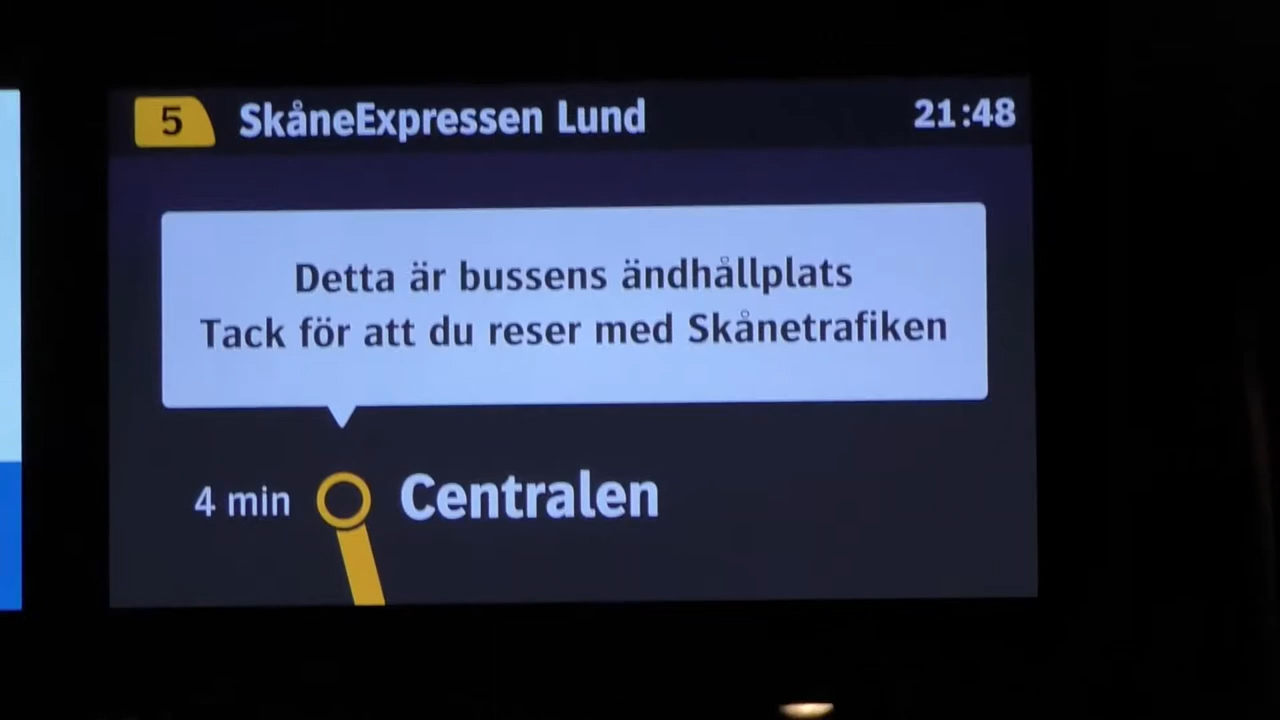 5 SkåneExpressen Lund 21:48
Detta är bussens ändhållplats
Tack för att du reser med Skånetrafiken
4 min Centralen